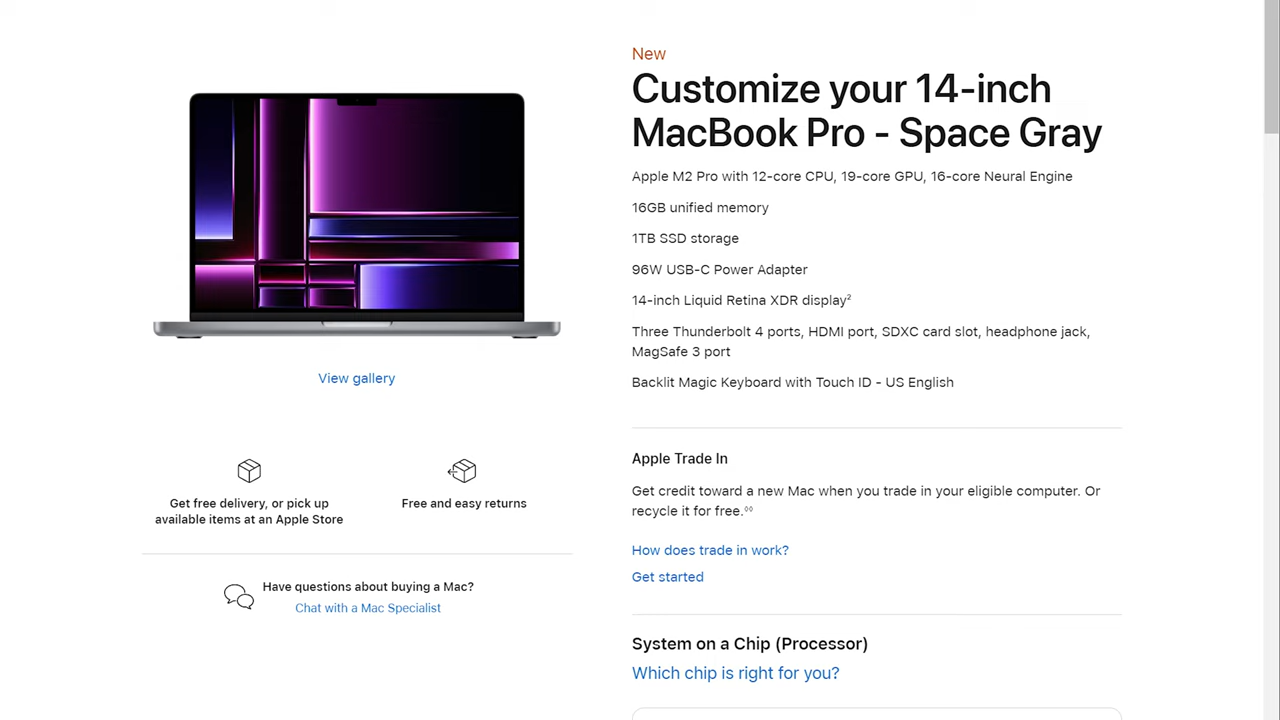 New
Customize your 14-inch
MacBook Pro - Space Gray
Apple M2 Pro with 12-core CPU, 19-core GPU, 16-core Neural Engine
16GB unified memory
1TB SSD storage
96W USB-C Power Adapter
14-inch Liquid Retina XDR display²
Three Thunderbolt 4 ports, HDMI port, SDXC card slot, headphone jack,
MagSafe 3 port
Backlit Magic Keyboard with Touch ID - US English
View gallery
Get free delivery, or pick up
available items at an Apple Store
Free and easy returns
Have questions about buying a Mac?
Chat with a Mac Specialist
Apple Trade In
Get credit toward a new Mac when you trade in your eligible computer. Or
recycle it for free.◊◊
How does trade in work?
Get started
System on a Chip (Processor)
Which chip is right for you?